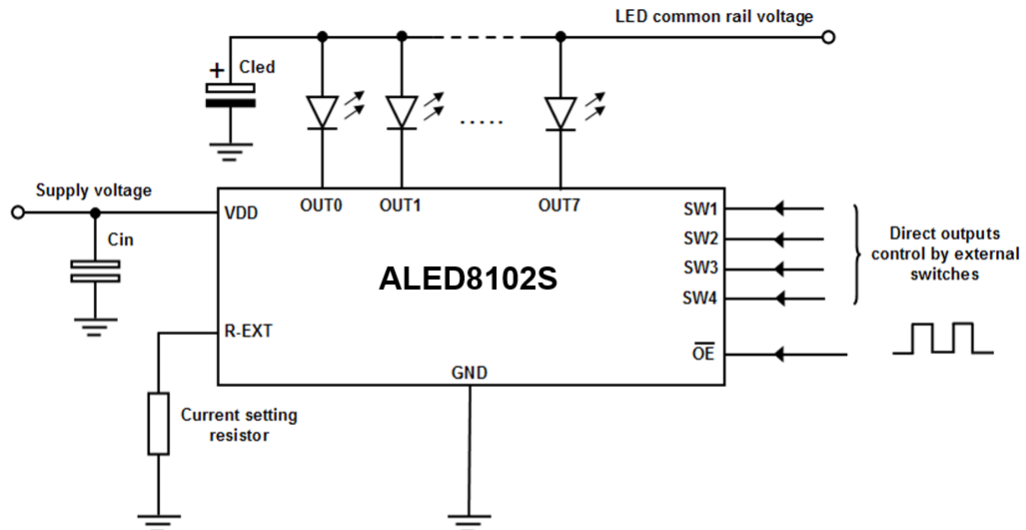 LED common rail voltage
+
Cled
.....
Supply voltage
OUT0
OUT1
OUT7
VDD
SW1
SW2
SW3
SW4
Direct outputs
control by external
switches
Cin
ALED8102S
R-EXT
OE
GND
Current setting
resistor